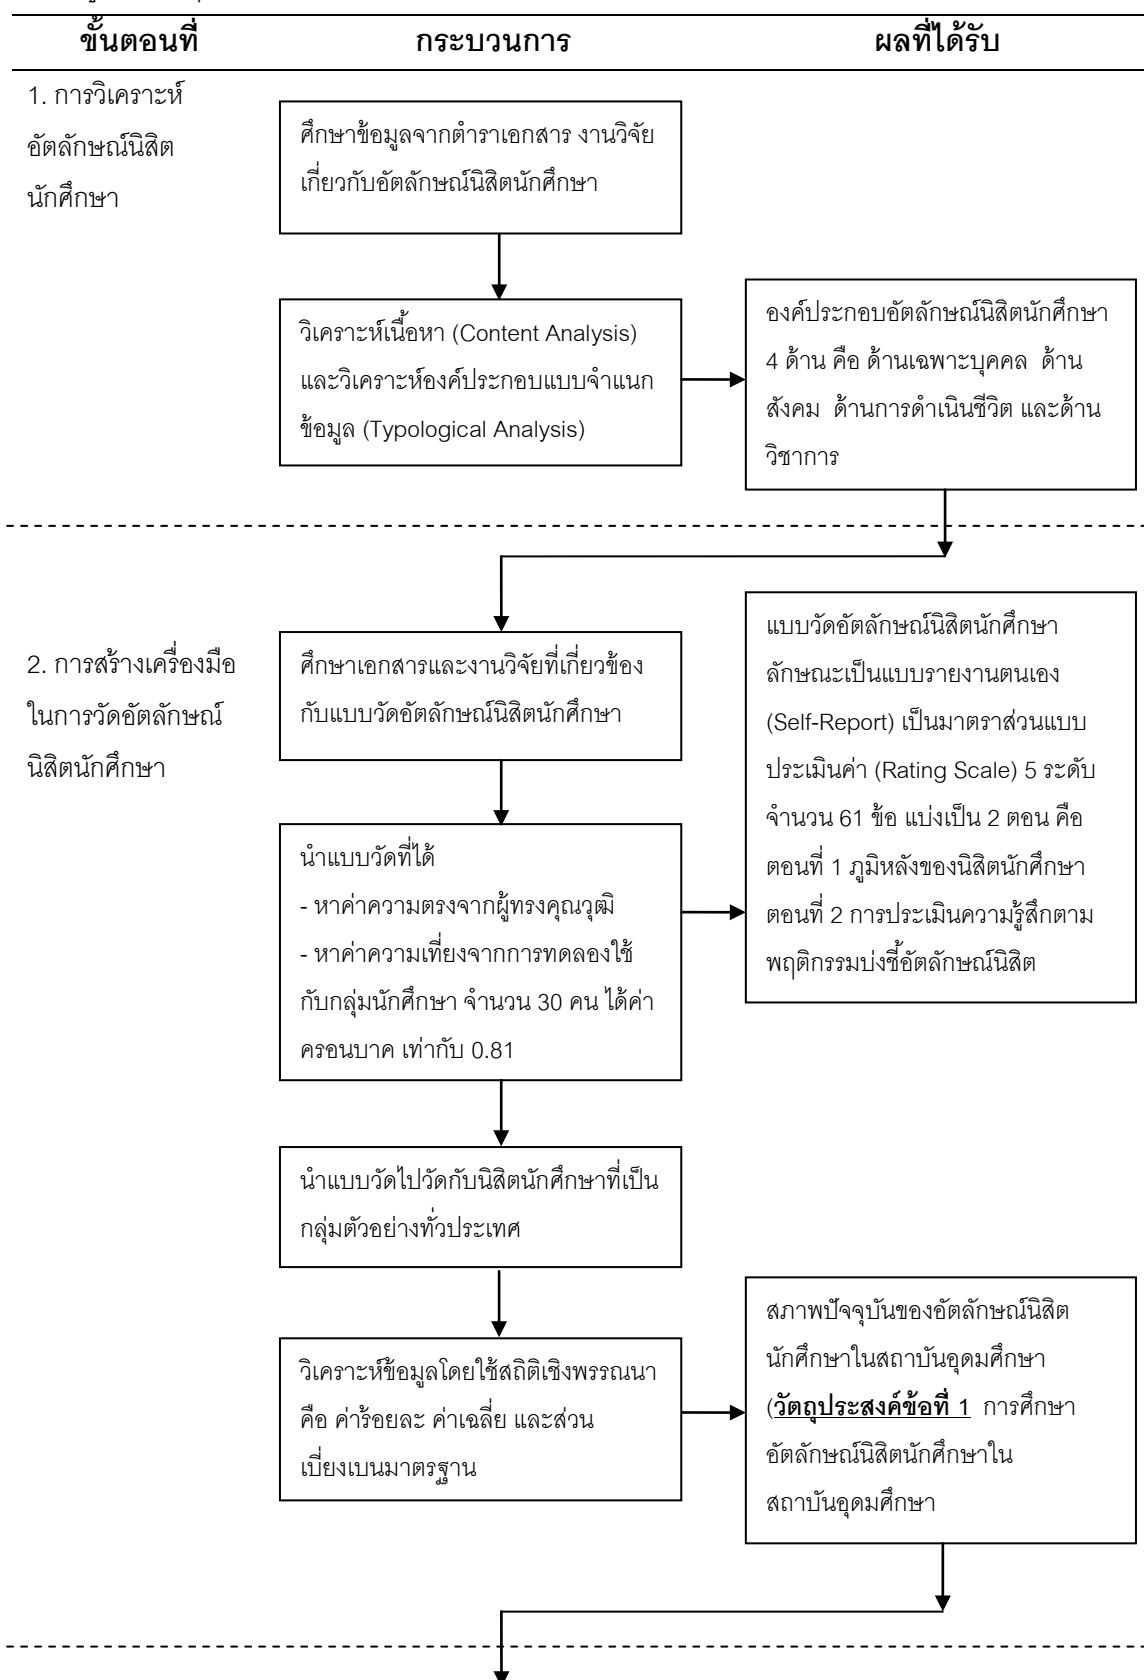 ขั้นตอนที่ กระบวนการ ผลที่ได้รับ
1. การวิเคราะห์
อัตลักษณ์นิสิต
นักศึกษา
ศึกษาข้อมูลจากตำราเอกสาร งานวิจัย
เกี่ยวกับอัตลักษณ์นิสิตนักศึกษา
วิเคราะห์เนื้อหา (Content Analysis)
และวิเคราะห์องค์ประกอบแบบจำแนก
ข้อมูล (Typological Analysis)
องค์ประกอบอัตลักษณ์นิสิตนักศึกษา
4 ด้าน คือ ด้านเฉพาะบุคคล ด้าน
สังคม ด้านการดำเนินชีวิต และด้าน
วิชาการ
2. การสร้างเครื่องมือ
ในการวัดอัตลักษณ์
นิสิตนักศึกษา
ศึกษาเอกสารและงานวิจัยที่เกี่ยวข้อง
กับแบบวัดอัตลักษณ์นิสิตนักศึกษา
นำแบบวัดที่ได้
- หาค่าความตรงจากผู้ทรงคุณวุฒิ
- หาค่าความเที่ยงจากการทดลองใช้
กับกลุ่มนักศึกษา จำนวน 30 คน ได้ค่า
ครอนบาค เท่ากับ 0.81
แบบวัดอัตลักษณ์นิสิตนักศึกษา
ลักษณะเป็นแบบรายงานตนเอง
(Self-Report) เป็นมาตราส่วนแบบ
ประเมินค่า (Rating Scale) 5 ระดับ
จำนวน 61 ข้อ แบ่งเป็น 2 ตอน คือ
ตอนที่ 1 ภูมิหลังของนิสิตนักศึกษา
ตอนที่ 2 การประเมินความรู้สึกตาม
พฤติกรรมบ่งชี้อัตลักษณ์นิสิต
นำแบบวัดไปวัดกับนิสิตนักศึกษาที่เป็น
กลุ่มตัวอย่างทั่วประเทศ
วิเคราะห์ข้อมูลโดยใช้สถิติเชิงพรรณนา
คือ ค่าร้อยละ ค่าเฉลี่ย และส่วน
เบี่ยงเบนมาตรฐาน
สภาพปัจจุบันของอัตลักษณ์นิสิต
นักศึกษาในสถาบันอุดมศึกษา
(วัตถุประสงค์ข้อที่ 1 การศึกษา
อัตลักษณ์นิสิตนักศึกษาใน
สถาบันอุดมศึกษา